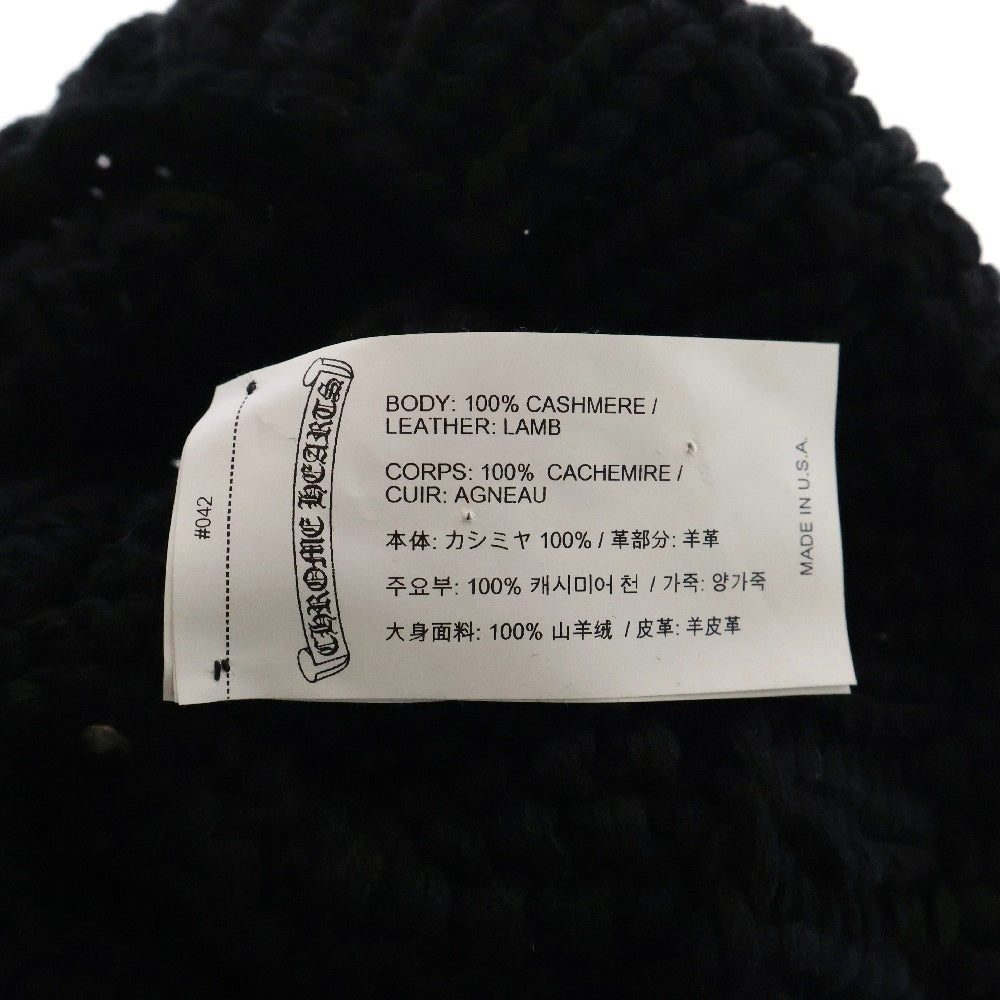 #042
CHROME HEARTS
BODY: 100% CASHMERE /
LEATHER: LAMB
CORPS: 100% CACHEMIRE /
CUIR: AGNEAU
本体: カシミヤ 100% / 革部分: 羊革
주요부: 100% 캐시미어 천 / 가죽: 양가죽
大身面料: 100% 山羊绒 / 皮革: 羊皮革
MADE IN U.S.A.